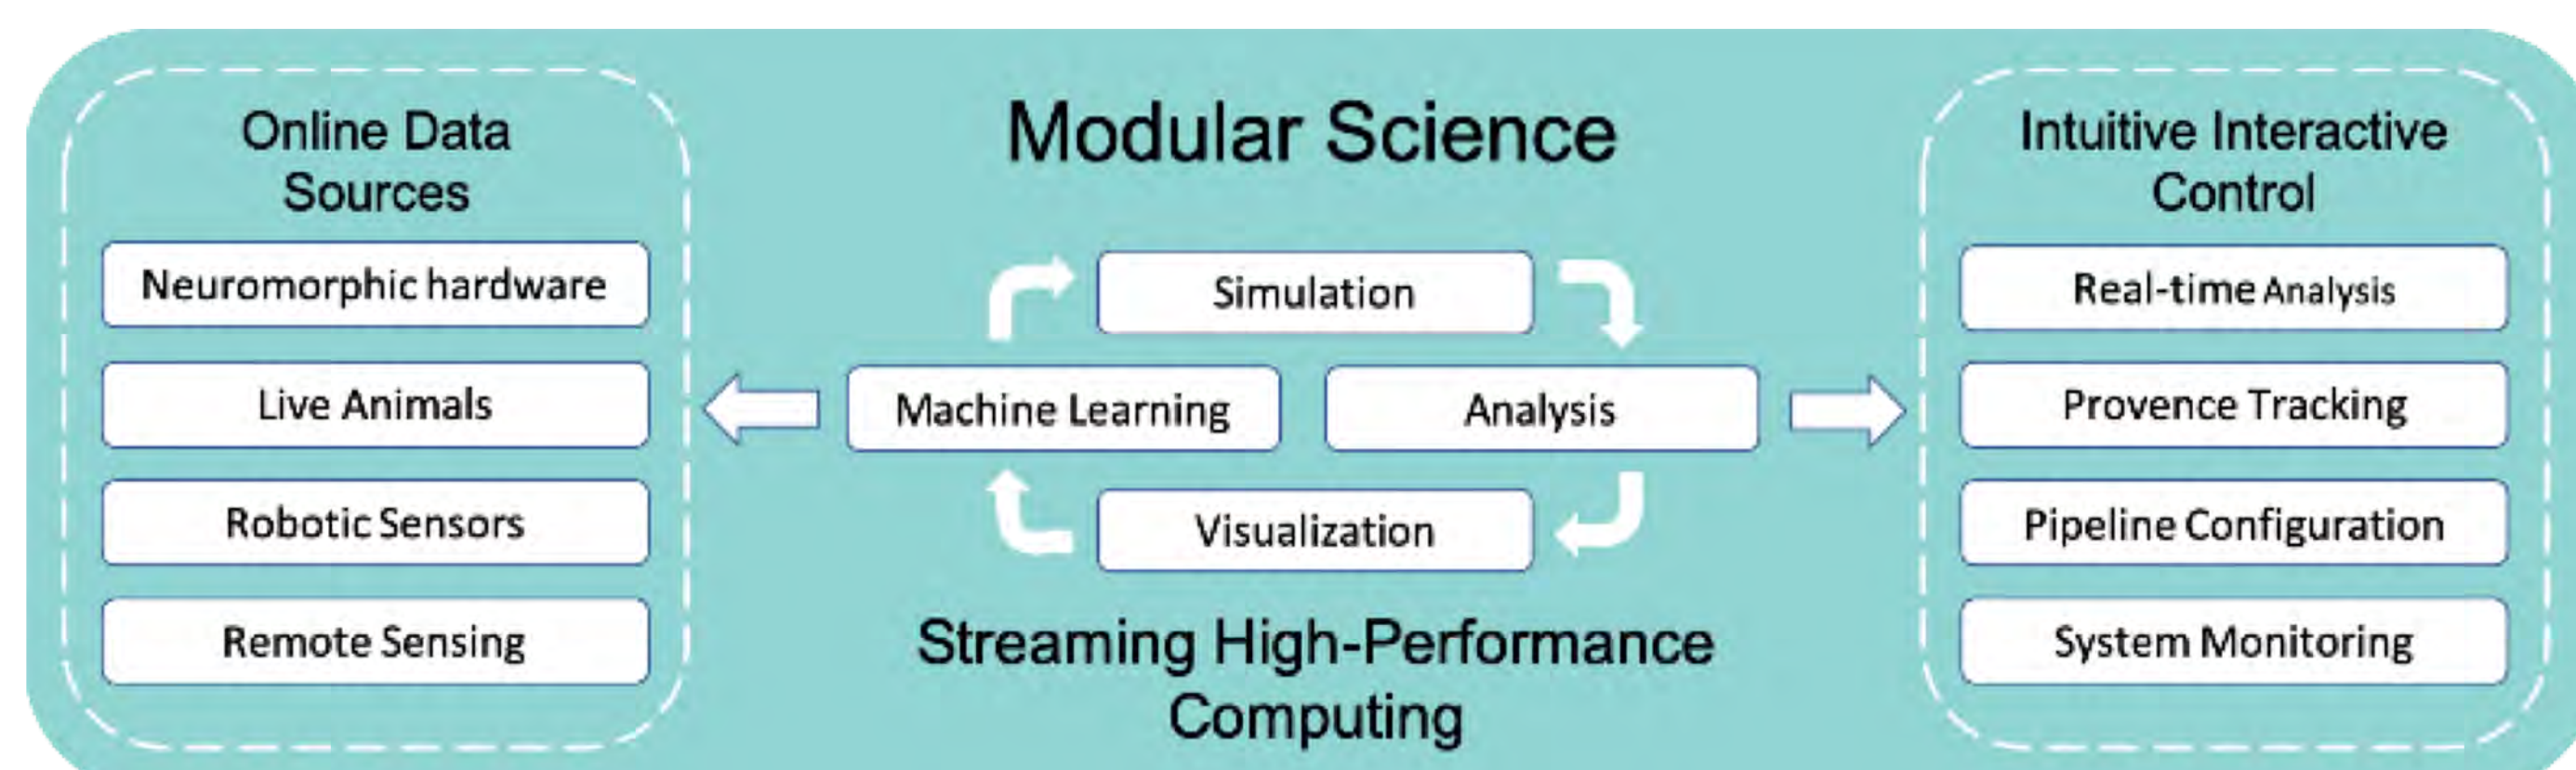 Online Data
Sources
Neuromorphic hardware
Live Animals
Robotic Sensors
Remote Sensing
Modular Science
Simulation
Machine Learning
Analysis
Visualization
Streaming High-Performance
Computing
Intuitive Interactive
Control
Real-time Analysis
Provence Tracking
Pipeline Configuration
System Monitoring